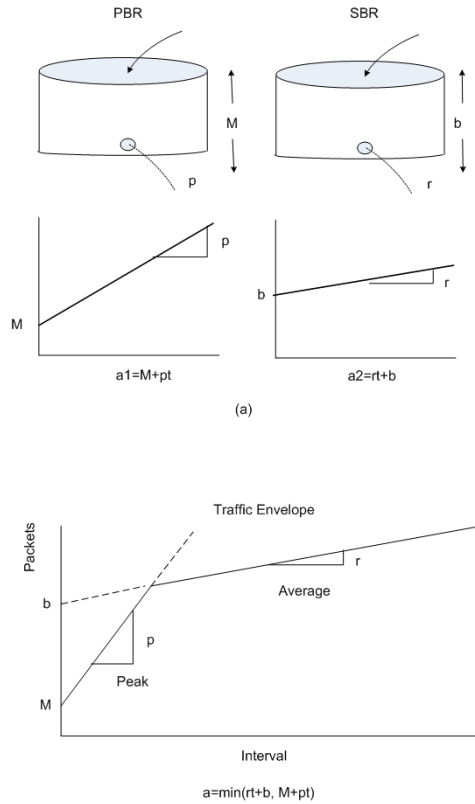 PBR
SBR
M
b
p
r
p
r
M
b
a1=M+pt
a2=rt+b
(a)
Traffic Envelope
Packets
r
b
Average
p
Peak
M
Interval
a=min(rt+b, M+pt)